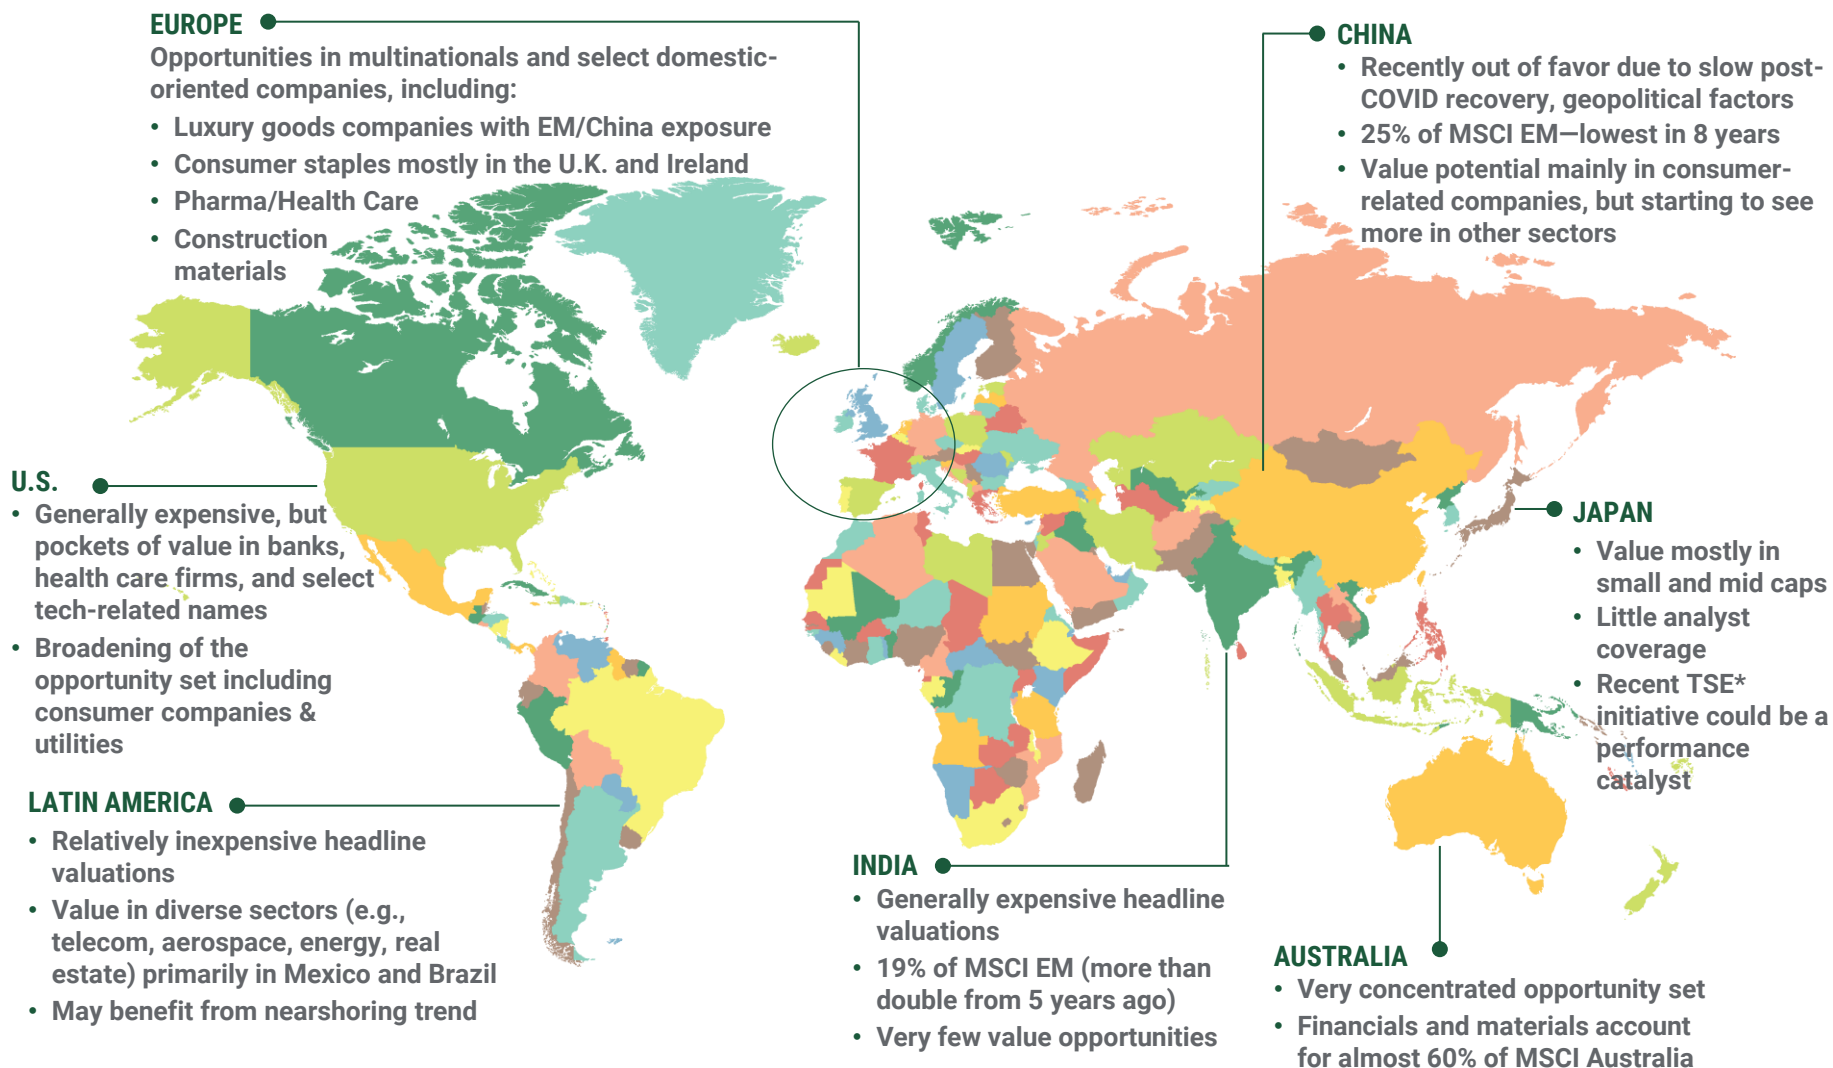 EUROPE
Opportunities in multinationals and select domestic-
oriented companies, including:
• Luxury goods companies with EM/China exposure
• Consumer staples mostly in the U.K. and Ireland
• Pharma/Health Care
• Construction
materials
CHINA
• Recently out of favor due to slow post-
COVID recovery, geopolitical factors
• 25% of MSCI EM—lowest in 8 years
• Value potential mainly in consumer-
related companies, but starting to see
more in other sectors
U.S.
• Generally expensive, but
pockets of value in banks,
health care firms, and select
tech-related names
• Broadening of the
opportunity set including
consumer companies &
utilities
JAPAN
• Value mostly in
small and mid caps
• Little analyst
coverage
• Recent TSE*
initiative could be a
performance
catalyst
LATIN AMERICA
• Relatively inexpensive headline
valuations
• Value in diverse sectors (e.g.,
telecom, aerospace, energy, real
estate) primarily in Mexico and Brazil
• May benefit from nearshoring trend
INDIA
• Generally expensive headline
valuations
• 19% of MSCI EM (more than
double from 5 years ago)
• Very few value opportunities
AUSTRALIA
• Very concentrated opportunity set
• Financials and materials account
for almost 60% of MSCI Australia